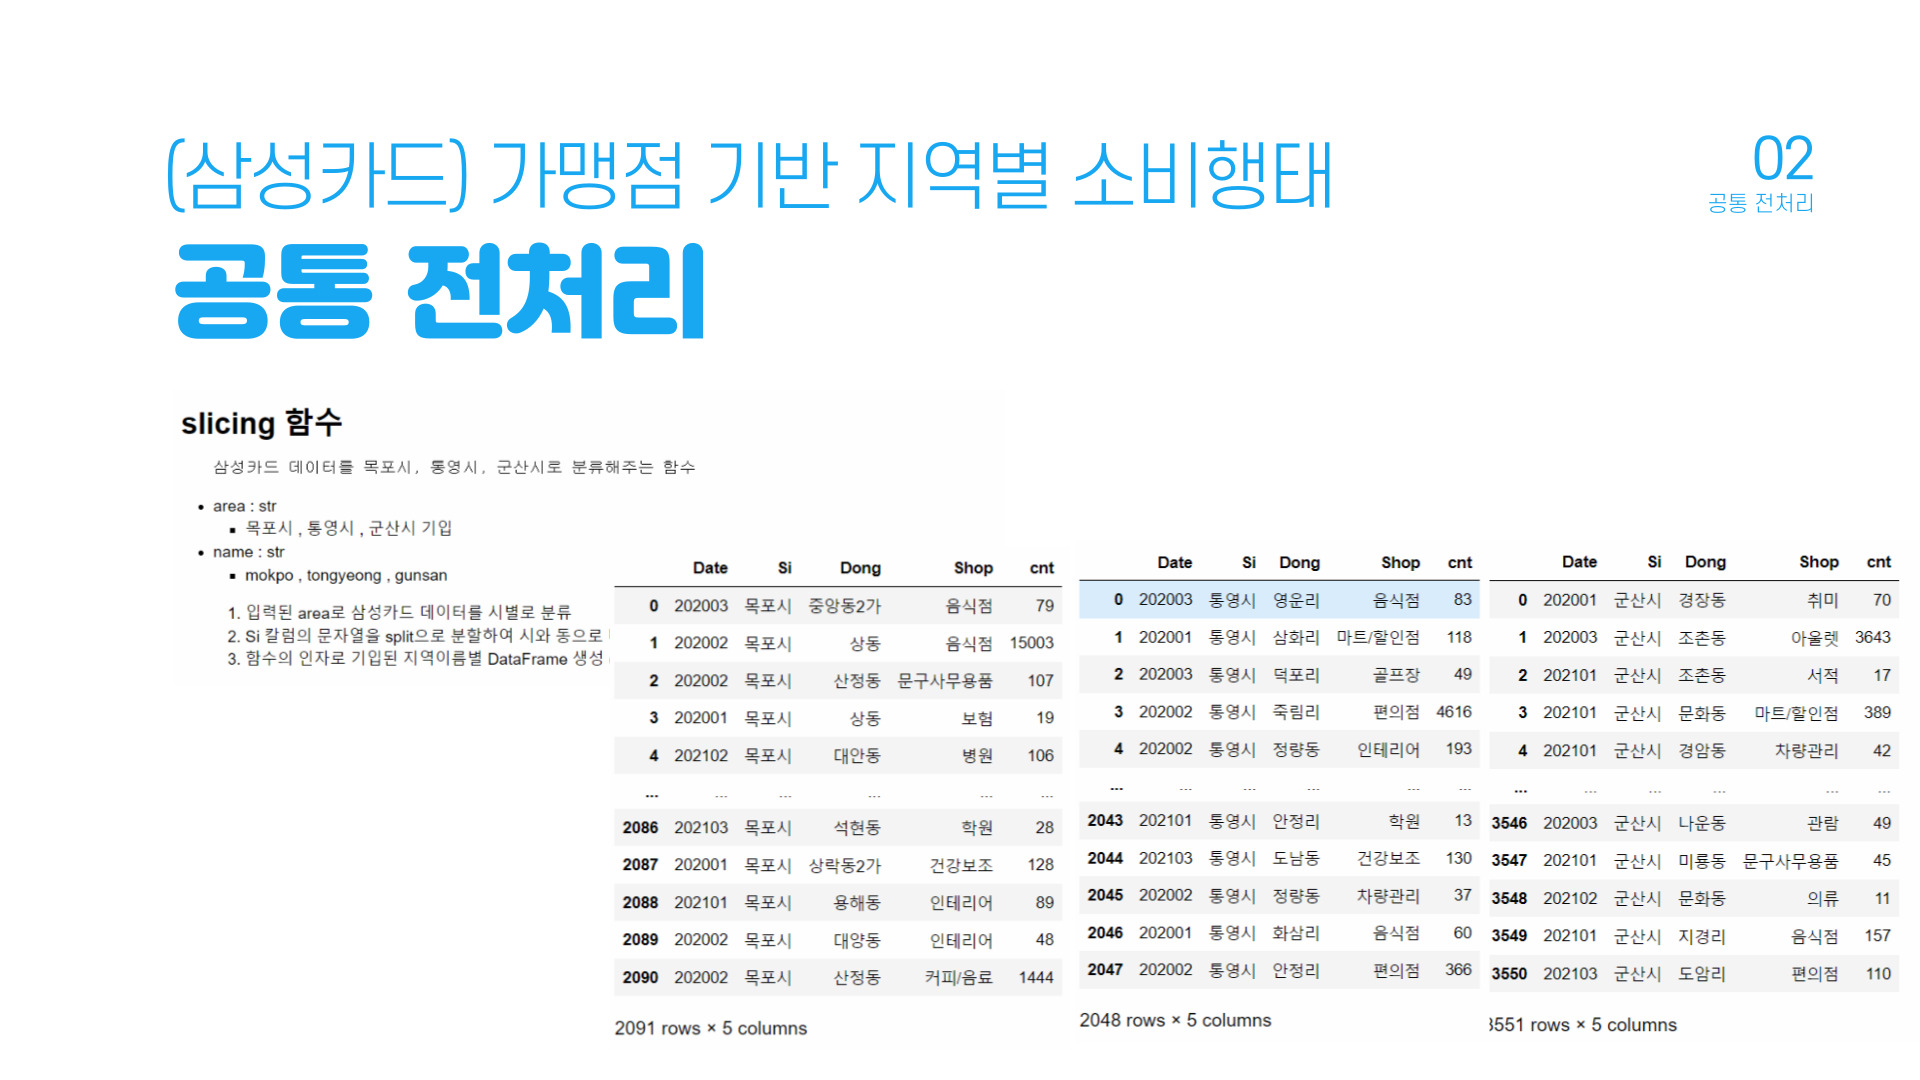 (삼성카드) 가맹점 기반 지역별 소비행태
공통 전처리
02
공통 전처리
slicing 함수
삼성카드 데이터를 목포시, 통영시, 군산시로 분류해주는 함수
• area : str
▪ 목포시 , 통영시 , 군산시 기입
• name : str
▪ mokpo , tongyeong , gunsan
1. 입력된 area로 삼성카드 데이터를 시별로 분류
2. Si 칼럼의 문자열을 split으로 분할하여 시와 동으로
3. 함수의 인자로 기입된 지역이름별 DataFrame 생성
Date Si Dong Shop cnt
0 202003 목포시 중앙동2가 음식점 79
1 202002 목포시 상동 음식점 15003
2 202002 목포시 산정동 문구사무용품 107
3 202001 목포시 상동 보험 19
4 202102 목포시 대안동 병원 106
... ... ... ... ... ...
2086 202103 목포시 석현동 학원 28
2087 202001 목포시 상락동2가 건강보조 128
2088 202101 목포시 용해동 인테리어 89
2089 202002 목포시 대양동 인테리어 48
2090 202002 목포시 산정동 커피/음료 1444
2091 rows × 5 columns
Date Si Dong Shop cnt
0 202003 통영시 영운리 음식점 83
1 202001 통영시 삼화리 마트/할인점 118
2 202003 통영시 덕포리 골프장 49
3 202002 통영시 죽림리 편의점 4616
4 202002 통영시 정량동 인테리어 193
... ... ... ... ... ...
2043 202101 통영시 안정리 학원 13
2044 202103 통영시 도남동 건강보조 130
2045 202002 통영시 정량동 차량관리 37
2046 202001 통영시 화삼리 음식점 60
2047 202002 통영시 안정리 편의점 366
2048 rows × 5 columns
Date Si Dong Shop cnt
0 202001 군산시 경장동 취미 70
1 202003 군산시 조촌동 아울렛 3643
2 202101 군산시 조촌동 서적 17
3 202101 군산시 문화동 마트/할인점 389
4 202101 군산시 경암동 차량관리 42
... ... ... ... ... ...
3546 202003 군산시 나운동 관람 49
3547 202101 군산시 미룡동 문구사무용품 45
3548 202102 군산시 문화동 의류 11
3549 202101 군산시 지경리 음식점 157
3550 202103 군산시 도암리 편의점 110
3551 rows × 5 columns